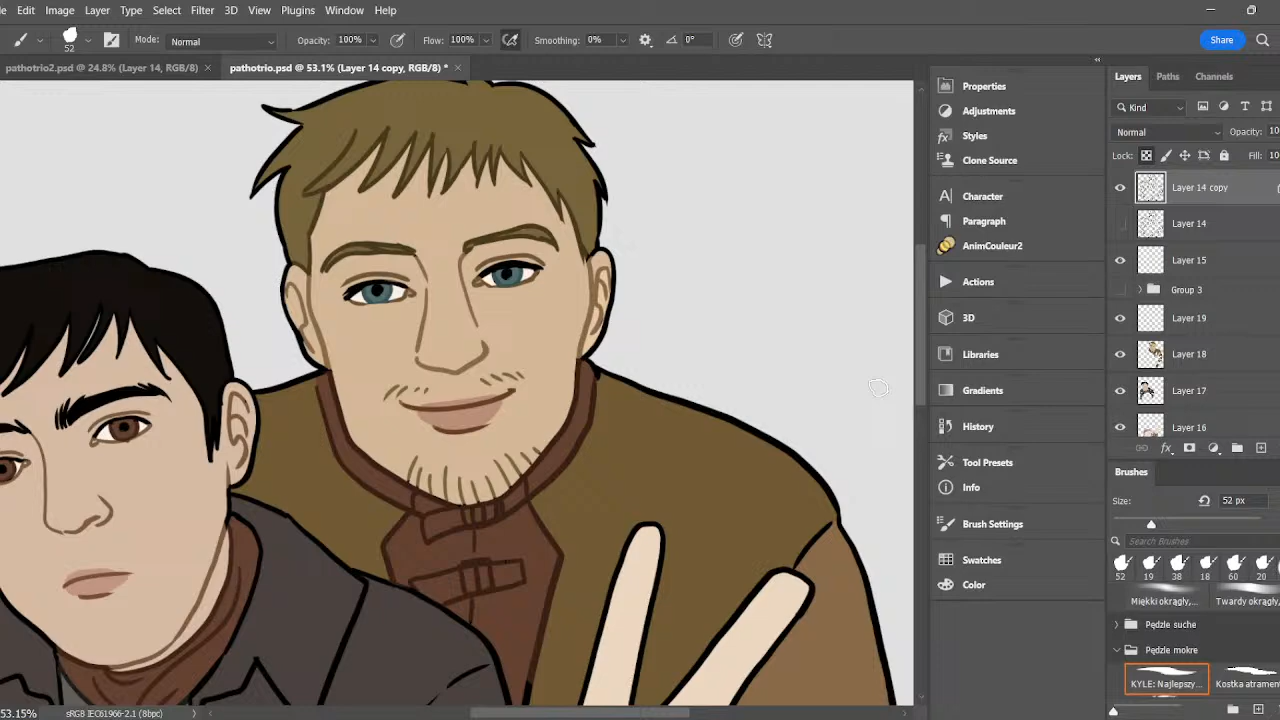 Edit Image Layer Type Select Filter 3D View Plugins Window Help
52 Mode: Normal Opacity: 100% Flow: 100% Smoothing: 0% 0° Share
pathotrio2.psd @ 24.8% (Layer 14, RGB/8) × pathotrio.psd @ 53.1% (Layer 14 copy, RGB/8) * ×
Properties
Adjustments
Styles
Clone Source
Character
Paragraph
AnimCouleur2
Actions
3D
Libraries
Gradients
History
Tool Presets
Info
Brush Settings
Swatches
Color
Layers Paths Channels
Kind
Normal Opacity:
Lock: Fill:
Layer 14 copy
Layer 14
Layer 15
Group 3
Layer 19
Layer 18
Layer 17
Layer 16
fx
Brushes
Size: 52 px
Search Brushes
52 19 38 18 60 20
Miękki okrągły,... Twardy okrągły,
Pędzle suche
Pędzle mokre
KYLE: Najlepszy... Kostka atrament
53.15% sRGB IEC61966-2.1 (8bpc)